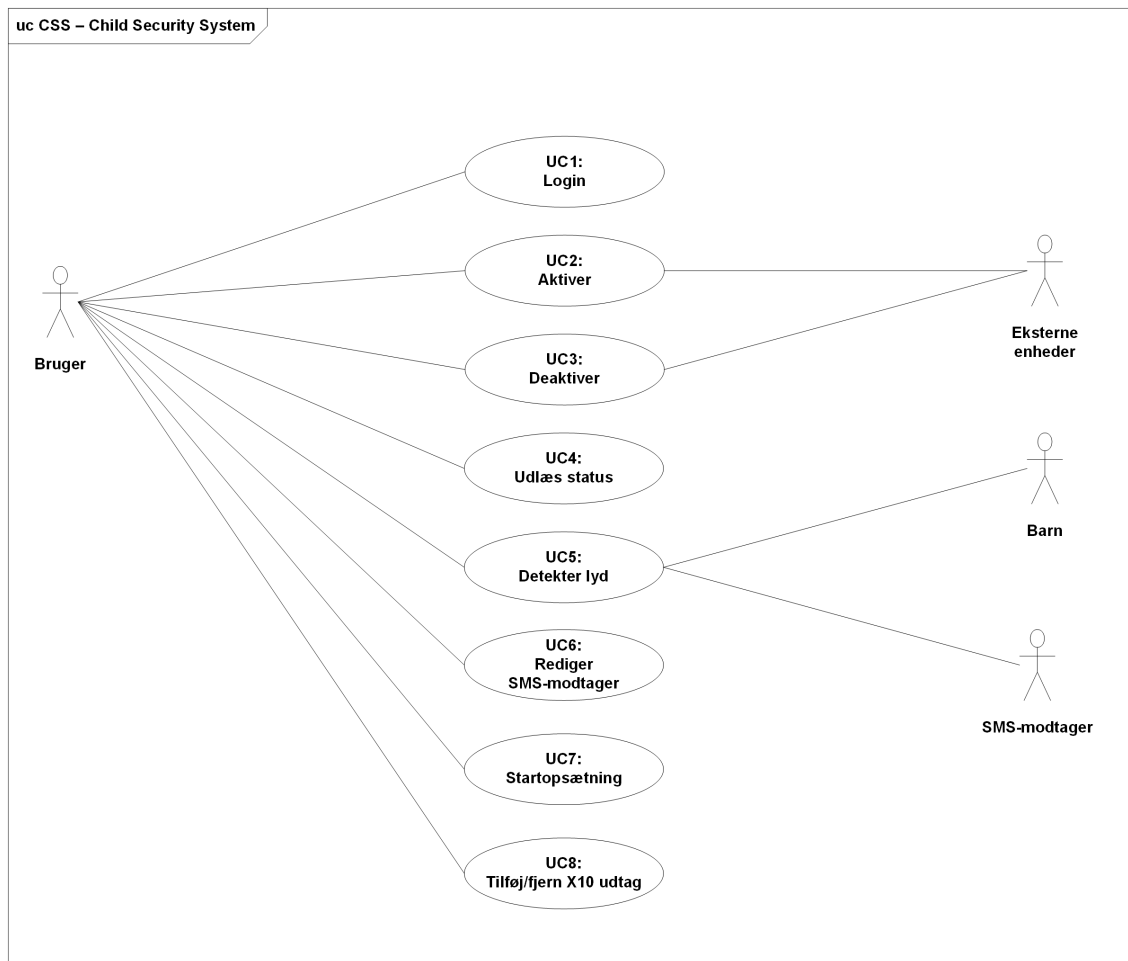 uc CSS – Child Security System
UC1:
Login
UC2:
Aktiver
UC3:
Deaktiver
UC4:
Udlæs status
UC5:
Detekter lyd
UC6:
Rediger
SMS-modtager
UC7:
Startopsætning
UC8:
Tilføj/fjern X10 udtag
Bruger
Eksterne
enheder
Barn
SMS-modtager